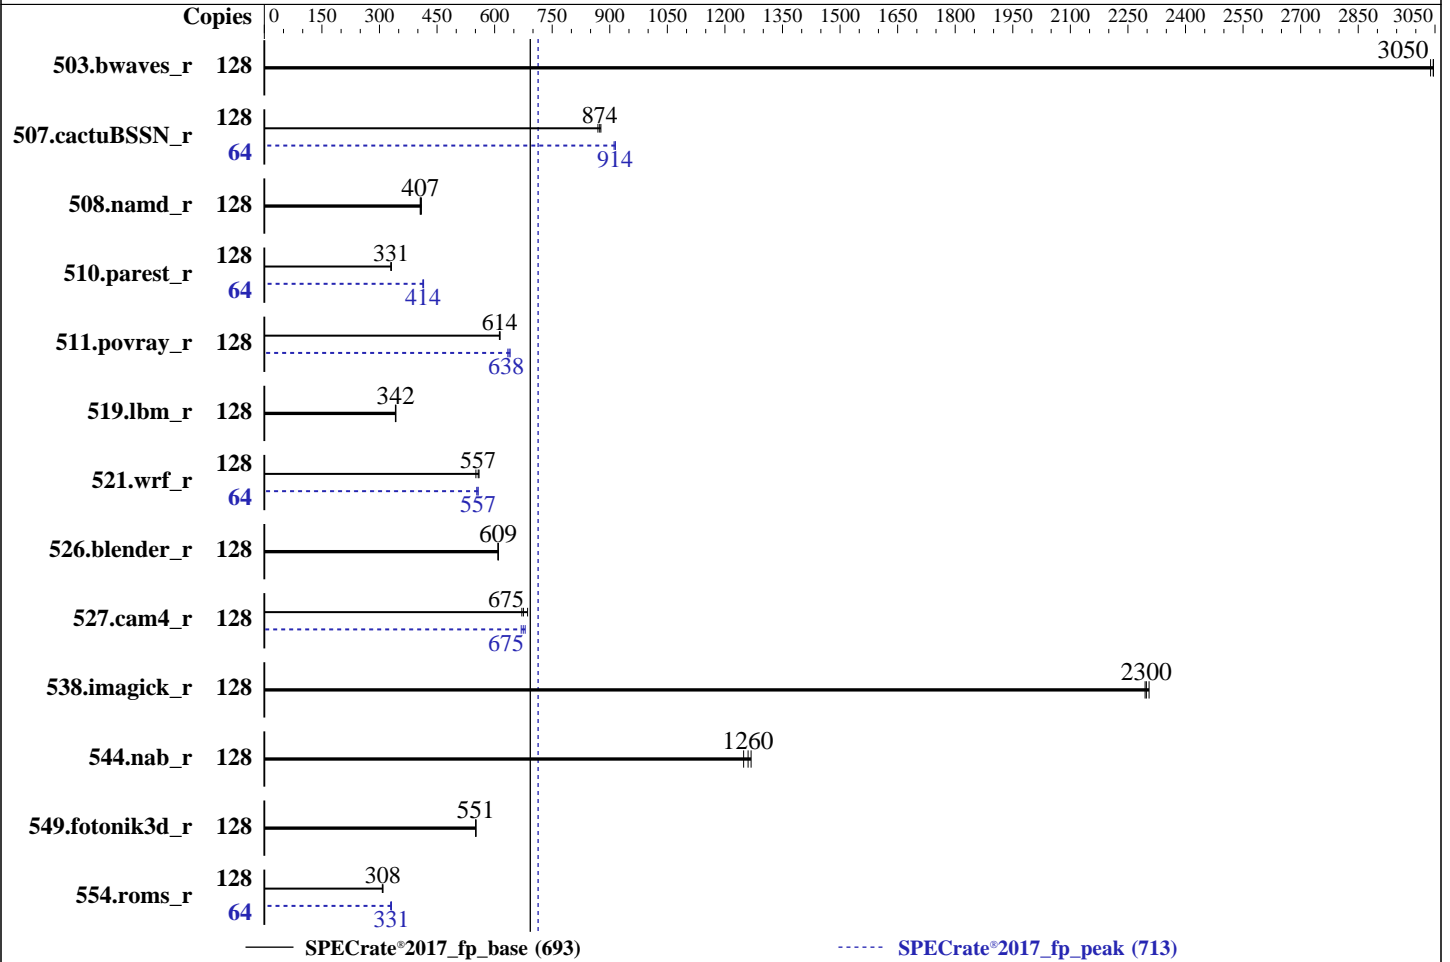 Copies 0 150 300 450 600 750 900 1050 1200 1350 1500 1650 1800 1950 2100 2250 2400 2550 2700 2850 3050
503.bwaves_r 128 3050
507.cactuBSSN_r 128 874
64 914
508.namd_r 128 407
510.parest_r 128 331
64 414
511.povray_r 128 614
638
519.lbm_r 128 342
521.wrf_r 128 557
64 557
526.blender_r 128 609
527.cam4_r 128 675
675
538.imagick_r 128 2300
544.nab_r 128 1260
549.fotonik3d_r 128 551
554.roms_r 128 308
64 331
SPECrate®2017_fp_base (693) SPECrate®2017_fp_peak (713)